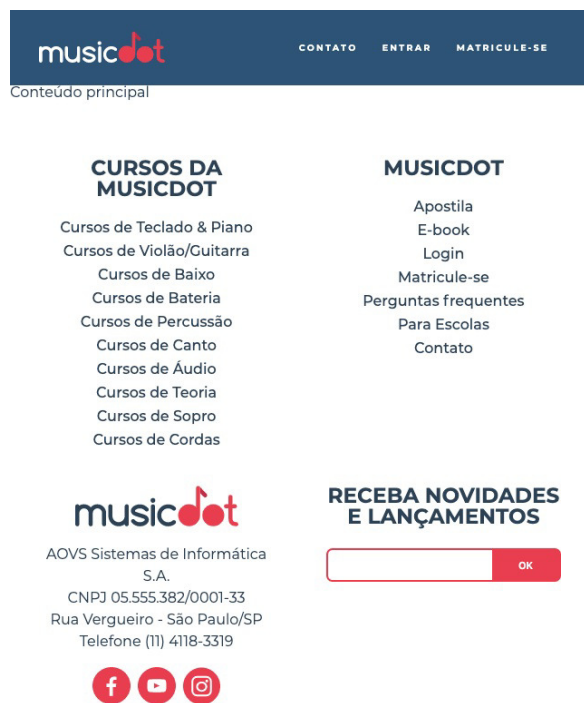 musicdot
CONTATO ENTRAR MATRICULE-SE
Conteúdo principal
CURSOS DA
MUSICDOT
Cursos de Teclado & Piano
Cursos de Violão/Guitarra
Cursos de Baixo
Cursos de Bateria
Cursos de Percussão
Cursos de Canto
Cursos de Áudio
Cursos de Teoria
Cursos de Sopro
Cursos de Cordas
MUSICDOT
Apostila
E-book
Login
Matricule-se
Perguntas frequentes
Para Escolas
Contato
musicdot
AOVS Sistemas de Informática
S.A.
CNPJ 05.555.382/0001-33
Rua Vergueiro - São Paulo/SP
Telefone (11) 4118-3319
RECEBA NOVIDADES
E LANÇAMENTOS
OK